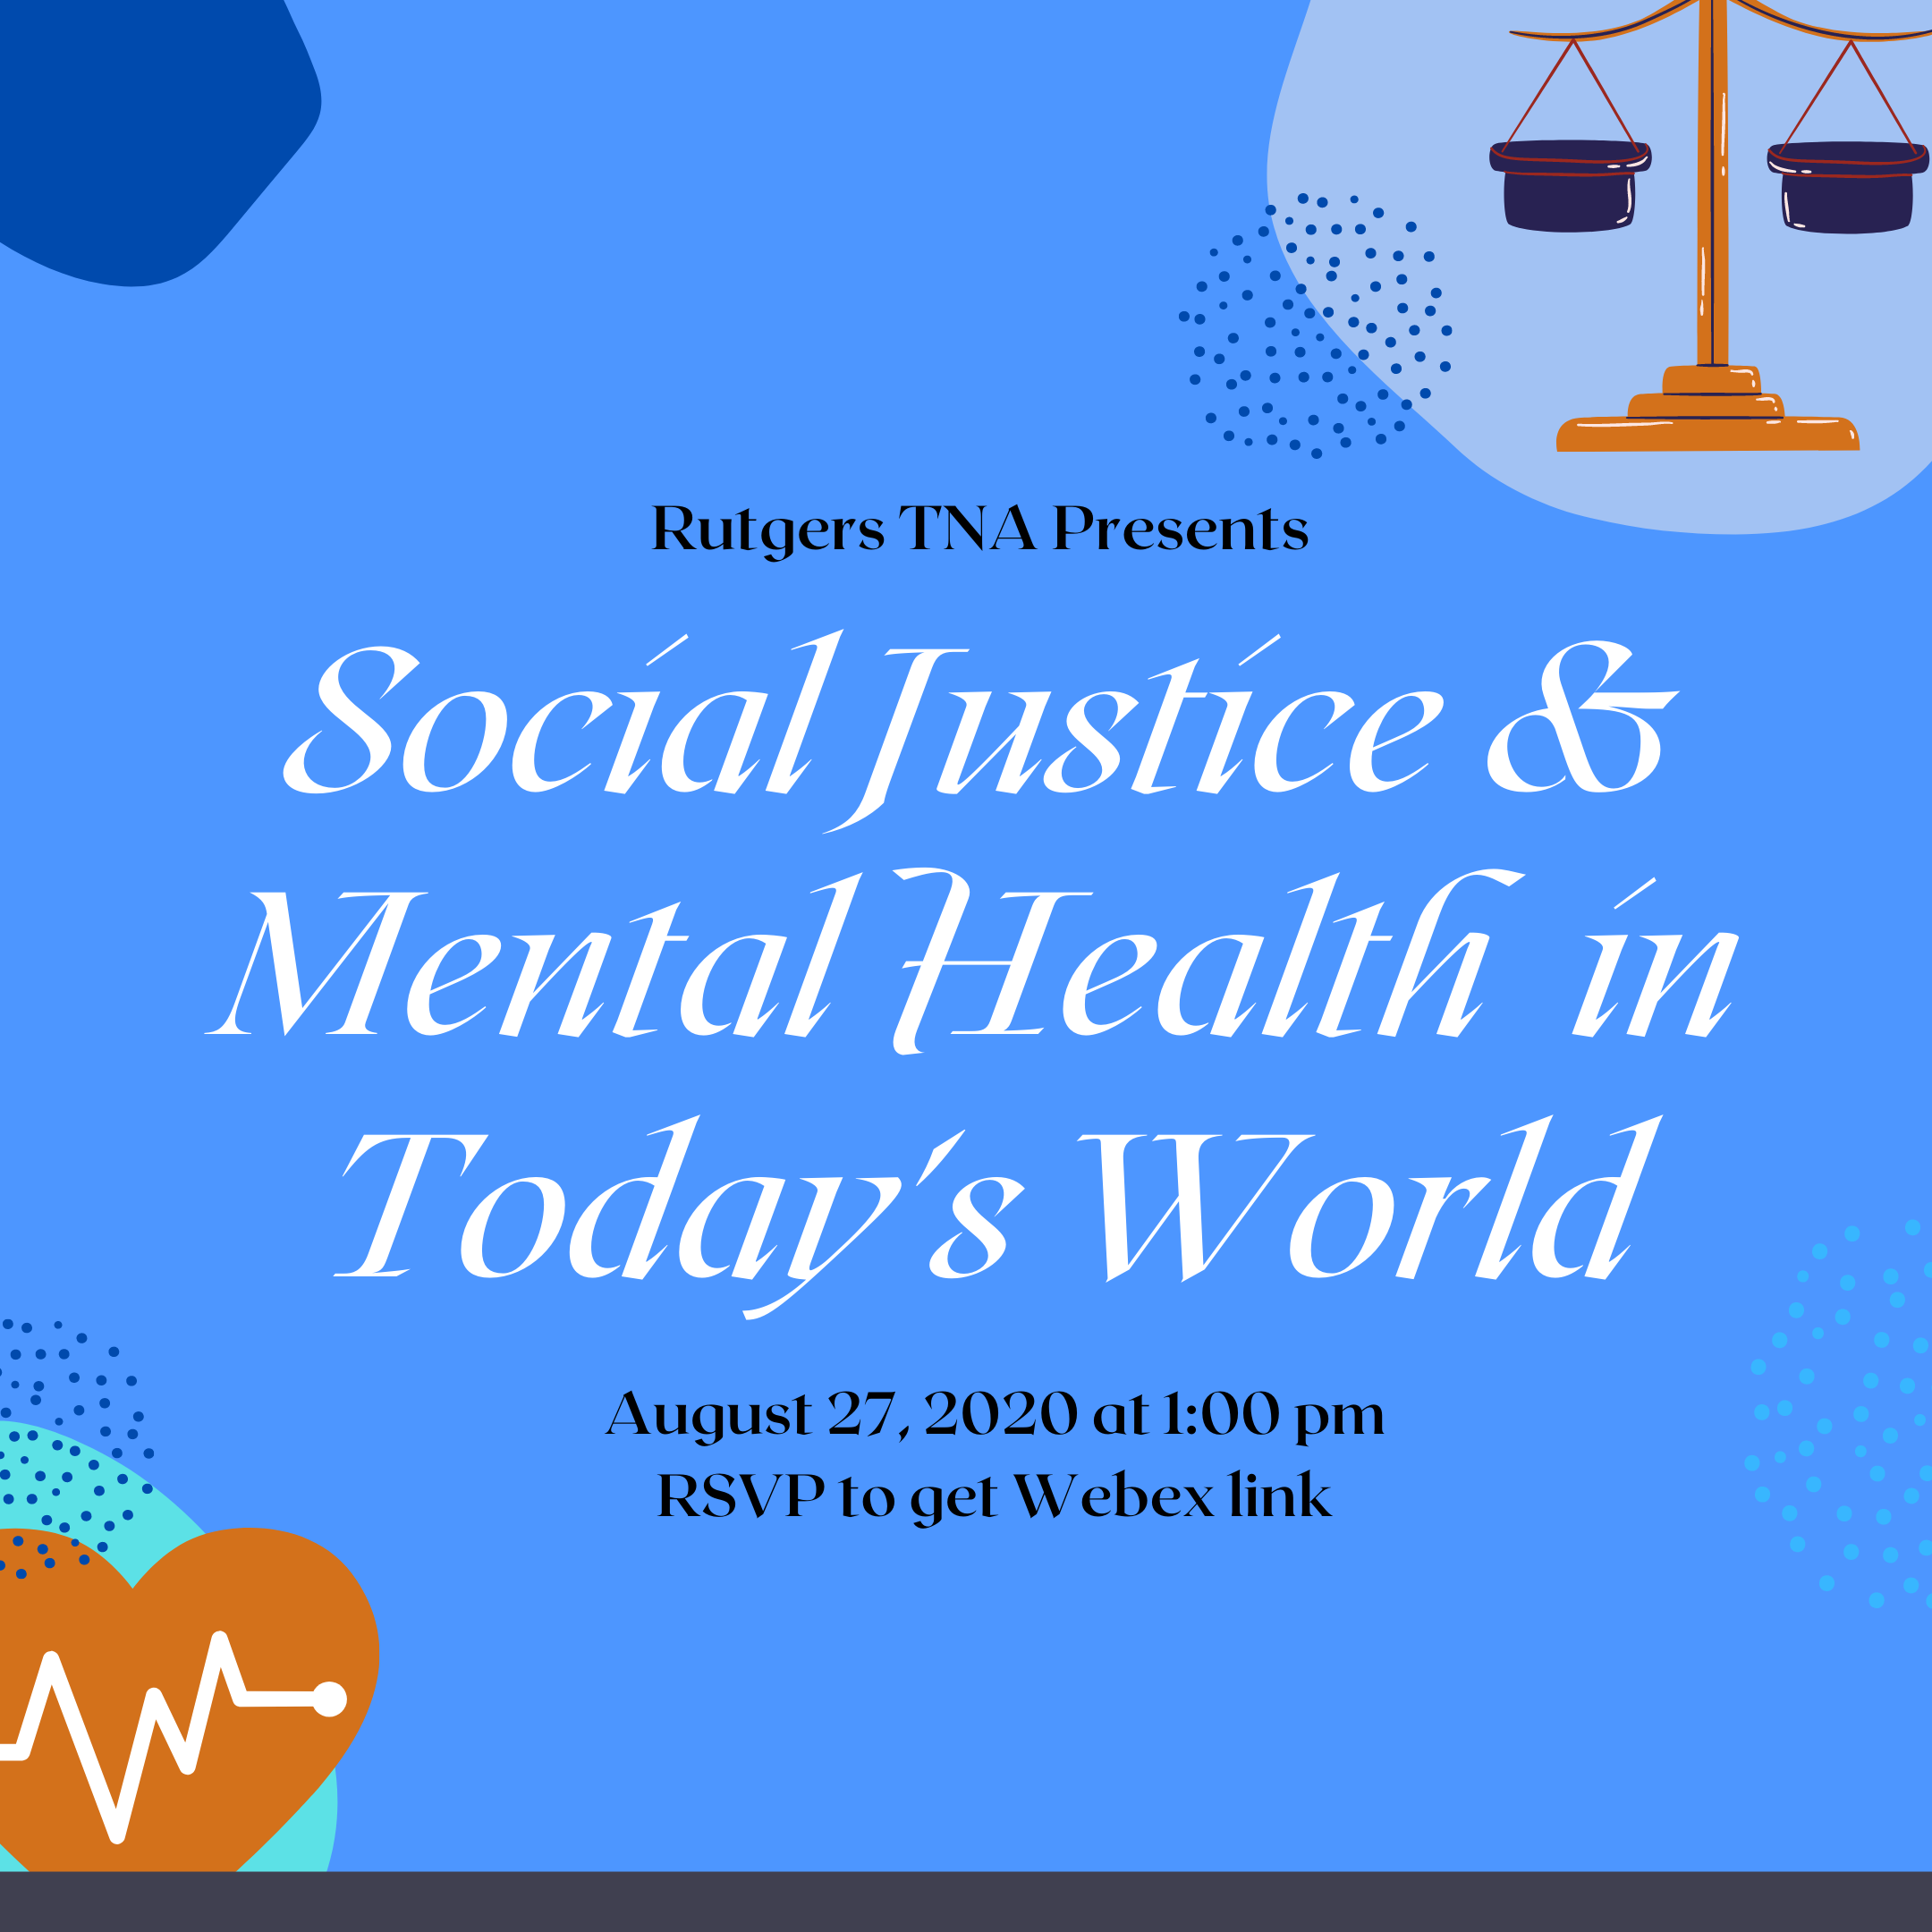 Rutgers TNA Presents
Social Justice &
Mental Health in
Today's World
August 27, 2020 at 1:00 pm
RSVP to get Webex link